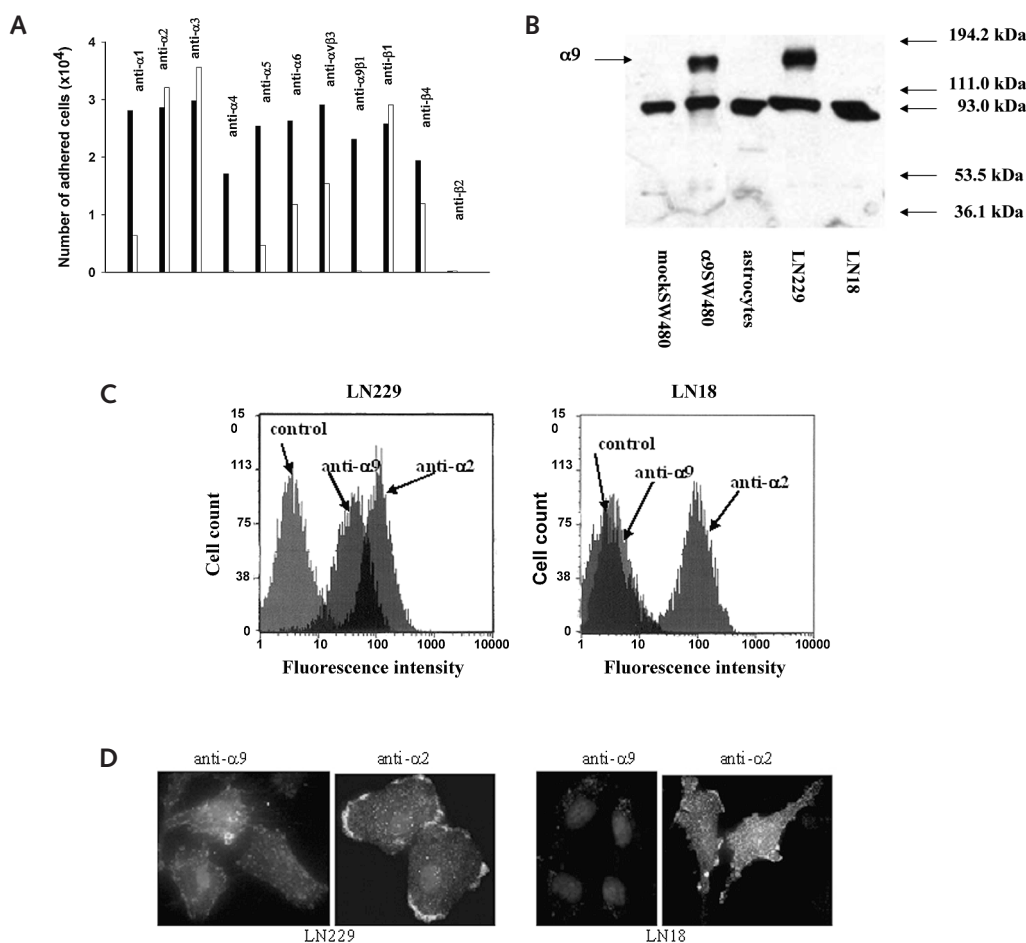 A
Number of adhered cells (x10⁴)
4
3
2
1
0
anti-α1
anti-α2
anti-α3
anti-α4
anti-α5
anti-α6
anti-αvβ3
anti-α9β1
anti-β1
anti-β4
anti-β2
B
α9
194.2 kDa
111.0 kDa
93.0 kDa
53.5 kDa
36.1 kDa
mockSW480
α9SW480
astrocytes
LN229
LN18
C
LN229
Cell count
15
0
113
75
38
0
control
anti-α9
anti-α2
1
10
100
1000
10000
Fluorescence intensity
LN18
Cell count
15
0
113
75
38
0
control
anti-α9
anti-α2
1
10
100
1000
10000
Fluorescence intensity
D
anti-α9
anti-α2
LN229
anti-α9
anti-α2
LN18